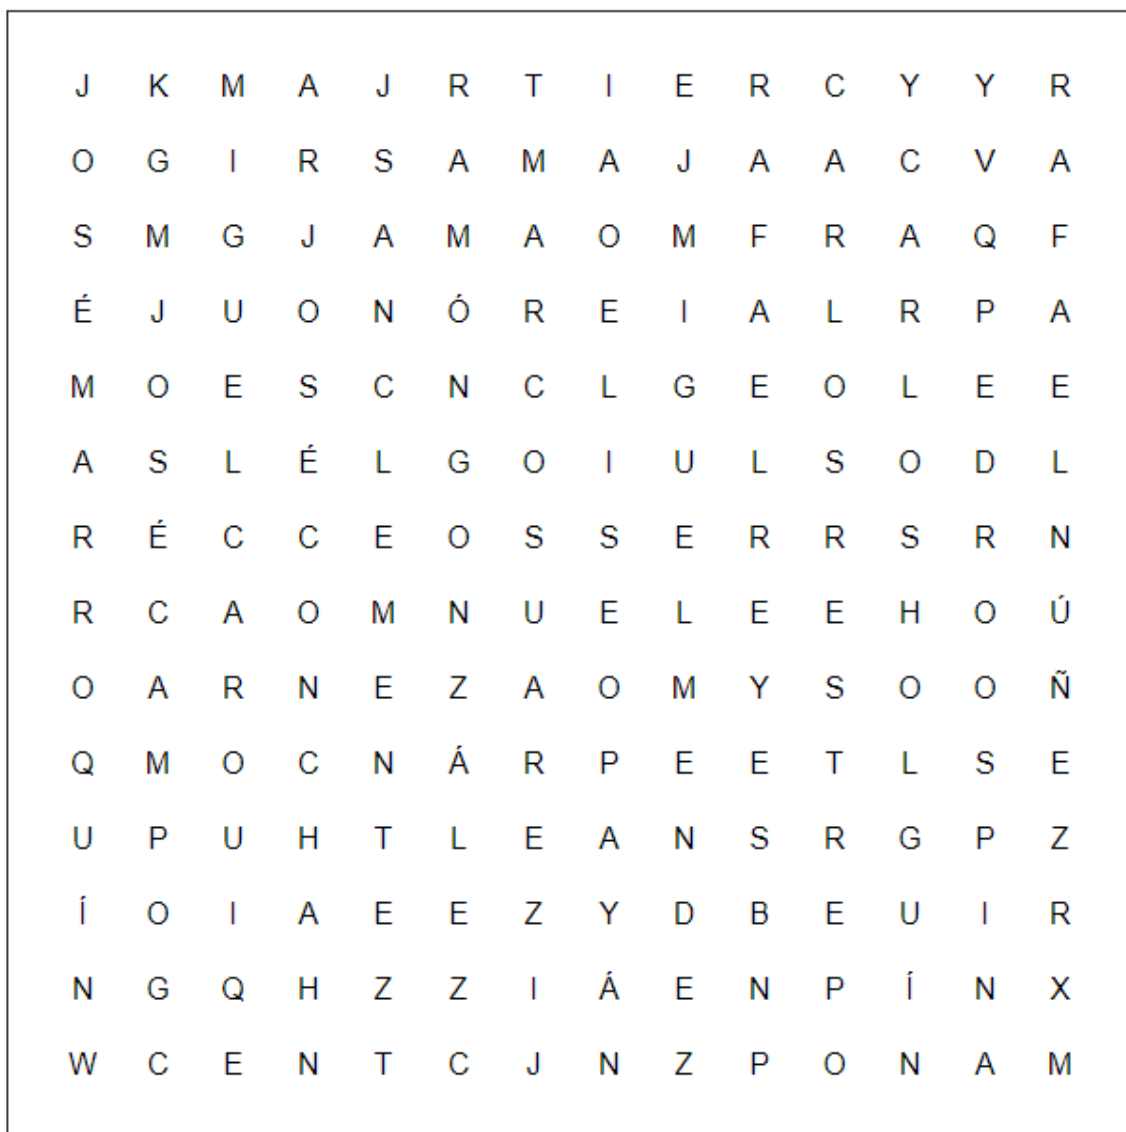 J K M A J R T I E R C Y Y R
O G I R S A M A J A A C V A
S M G J A M A O M F R A Q F
É J U O N Ó R E I A L R P A
M O E S C N C L G E O L E E
A S L É L G O I U L S O D L
R É C C E O S S E R R S R N
R C A O M N U E L E E H O Ú
O A R N E Z A O M Y S O O Ñ
Q M O C N Á R P E E T L S E
U P U H T L E A N S R G P Z
Í O I A E E Z Y D B E U I R
N G Q H Z Z I Á E N P Í N X
W C E N T C J N Z P O N A M